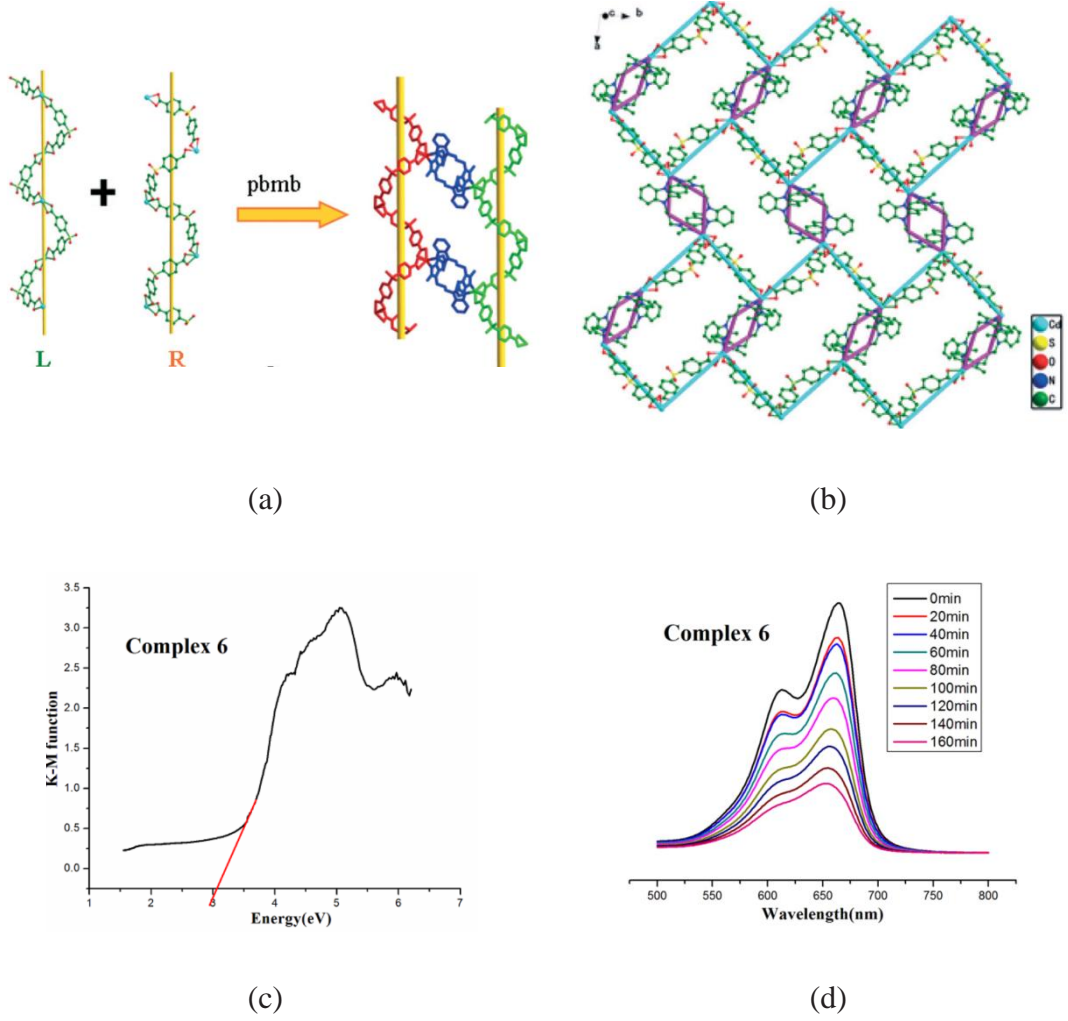 c
b
a
+
pbmb
L
R
Cd
S
O
N
C
(a)
(b)
3.5
3.0
2.5
2.0
1.5
1.0
0.5
0.0
K-M function
Complex 6
1 2 3 4 5 6 7
Energy(eV)
Complex 6
0min
20min
40min
60min
80min
100min
120min
140min
160min
500 550 600 650 700 750 800
Wavelength(nm)
(c)
(d)